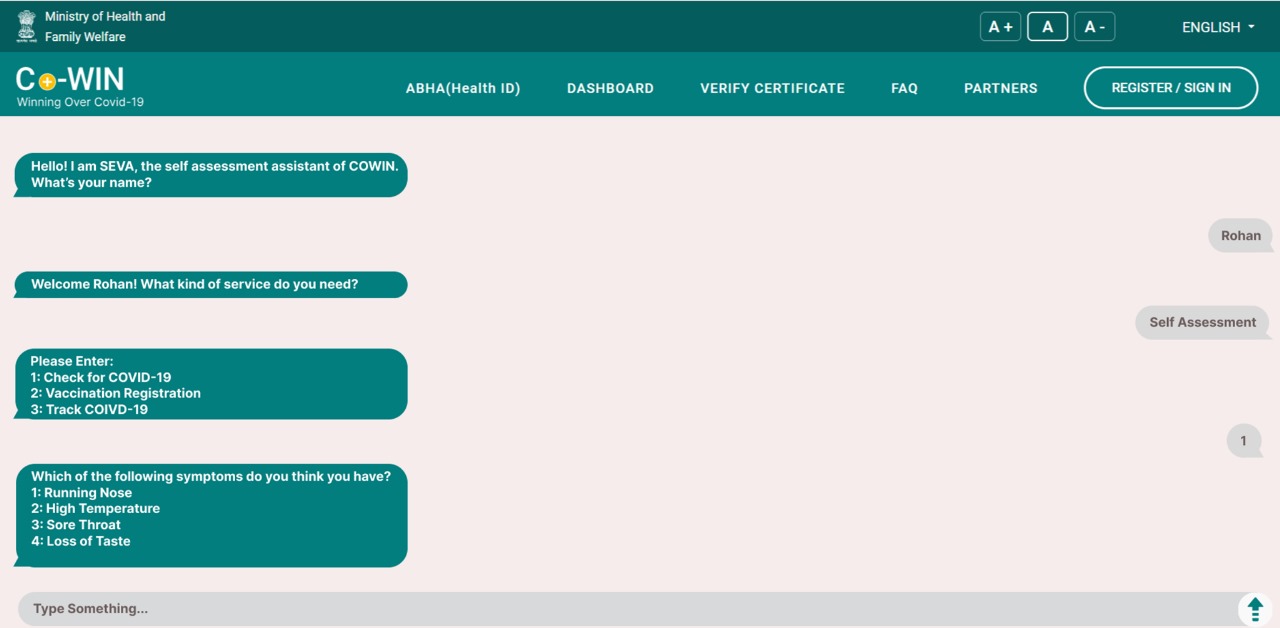 Ministry of Health and
Family Welfare
A +
A
A -
ENGLISH
Co-WIN
Winning Over Covid-19
ABHA(Health ID)
DASHBOARD
VERIFY CERTIFICATE
FAQ
PARTNERS
REGISTER / SIGN IN
Hello! I am SEVA, the self assessment assistant of COWIN.
What's your name?
Rohan
Welcome Rohan! What kind of service do you need?
Self Assessment
Please Enter:
1: Check for COVID-19
2: Vaccination Registration
3: Track COIVD-19
1
Which of the following symptoms do you think you have?
1: Running Nose
2: High Temperature
3: Sore Throat
4: Loss of Taste
Type Something...